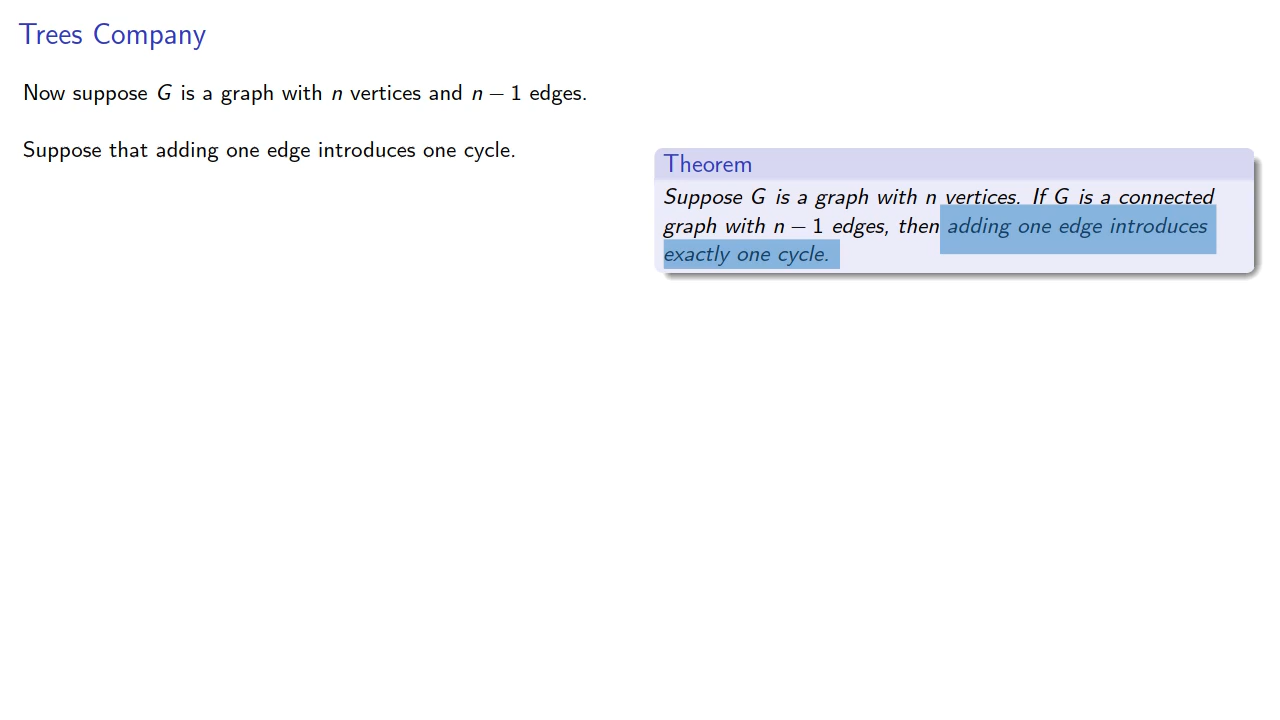 Trees Company
Now suppose G is a graph with n vertices and n − 1 edges.
Suppose that adding one edge introduces one cycle.
Theorem
Suppose G is a graph with n vertices. If G is a connected
graph with n − 1 edges, then adding one edge introduces
exactly one cycle.